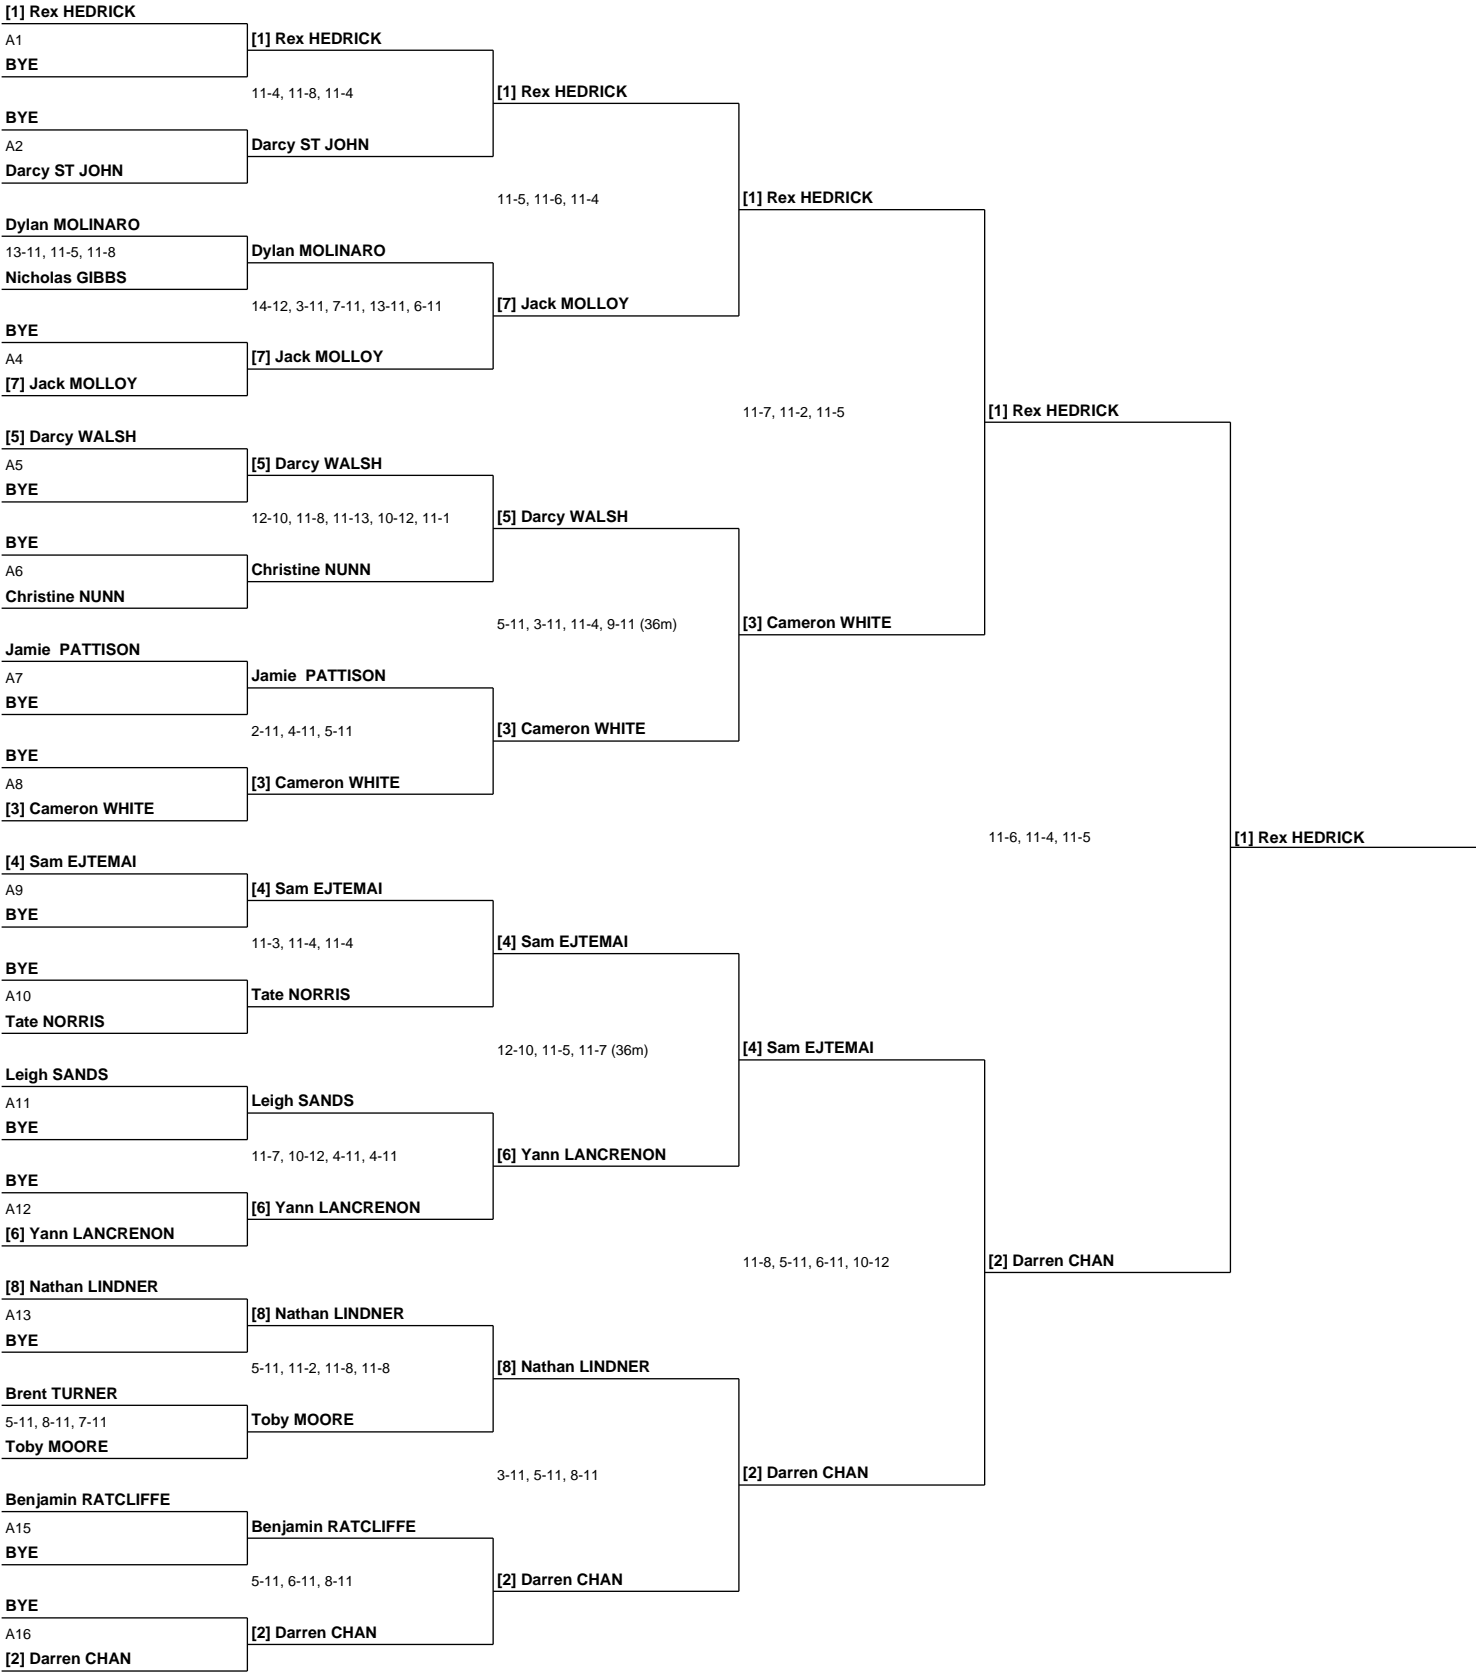 [1] Rex HEDRICK
A1
[1] Rex HEDRICK
BYE
11-4, 11-8, 11-4
[1] Rex HEDRICK
BYE
A2
Darcy ST JOHN
Darcy ST JOHN
11-5, 11-6, 11-4
[1] Rex HEDRICK
Dylan MOLINARO
13-11, 11-5, 11-8
Dylan MOLINARO
Nicholas GIBBS
14-12, 3-11, 7-11, 13-11, 6-11
[7] Jack MOLLOY
BYE
A4
[7] Jack MOLLOY
[7] Jack MOLLOY
11-7, 11-2, 11-5
[1] Rex HEDRICK
[5] Darcy WALSH
A5
[5] Darcy WALSH
BYE
12-10, 11-8, 11-13, 10-12, 11-1
[5] Darcy WALSH
BYE
A6
Christine NUNN
Christine NUNN
5-11, 3-11, 11-4, 9-11 (36m)
[3] Cameron WHITE
Jamie  PATTISON
A7
Jamie  PATTISON
BYE
2-11, 4-11, 5-11
[3] Cameron WHITE
BYE
A8
[3] Cameron WHITE
[3] Cameron WHITE
11-6, 11-4, 11-5
[1] Rex HEDRICK
[4] Sam EJTEMAI
A9
[4] Sam EJTEMAI
BYE
11-3, 11-4, 11-4
[4] Sam EJTEMAI
BYE
A10
Tate NORRIS
Tate NORRIS
12-10, 11-5, 11-7 (36m)
[4] Sam EJTEMAI
Leigh SANDS
A11
Leigh SANDS
BYE
11-7, 10-12, 4-11, 4-11
[6] Yann LANCRENON
BYE
A12
[6] Yann LANCRENON
[6] Yann LANCRENON
11-8, 5-11, 6-11, 10-12
[2] Darren CHAN
[8] Nathan LINDNER
A13
[8] Nathan LINDNER
BYE
5-11, 11-2, 11-8, 11-8
[8] Nathan LINDNER
Brent TURNER
5-11, 8-11, 7-11
Toby MOORE
Toby MOORE
3-11, 5-11, 8-11
[2] Darren CHAN
Benjamin RATCLIFFE
A15
Benjamin RATCLIFFE
BYE
5-11, 6-11, 8-11
[2] Darren CHAN
BYE
A16
[2] Darren CHAN
[2] Darren CHAN